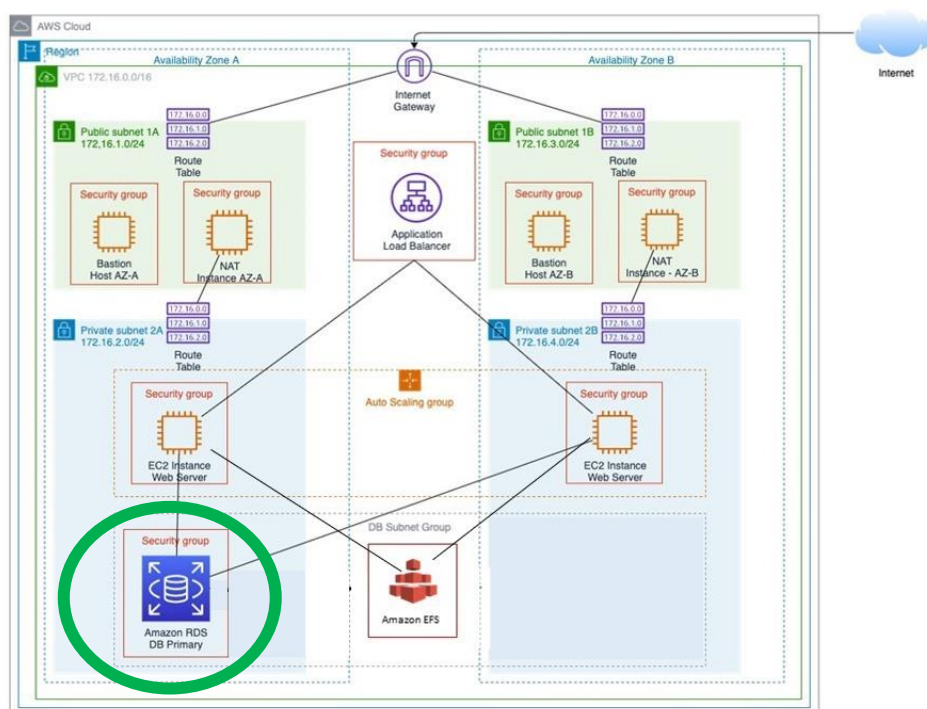 AWS Cloud
Region
Availability Zone A
Availability Zone B
Internet
VPC 172.16.0.0/16
Internet
Gateway
172.16.0.0
172.16.1.0
172.16.2.0
Route
Table
Public subnet 1A
172,16.1.0/24
Security group
Bastion
Host AZ-A
Security group
NAT
Instance AZ-A
Security group
Application
Load Balancer
172.16.0.0
172.16.1.0
172.16.2.0
Route
Table
Public subnet 1B
172.16.3.0/24
Security group
Bastion
Host AZ-B
Security group
NAT
Instance - AZ-B
172.16.0.0
172.16.1.0
172.16.2.0
Route
Table
Private subnet 2A
172.16.2.0/24
172.16.0.0
172.16.1.0
172.16.2.0
Route
Table
Private subnet 2B
172.16.4.0/24
Auto Scaling group
Security group
EC2 Instance
Web Server
Security group
EC2 Instance
Web Server
DB Subnet Group
Security group
Amazon RDS
DB Primary
Amazon EFS